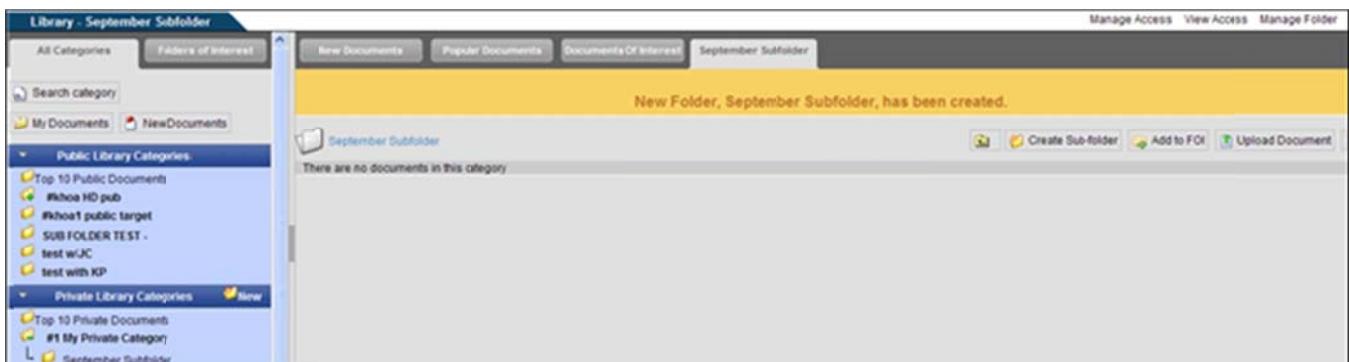 Library - September Subfolder
Manage Access View Access Manage Folder
All Categories Folders of Interest
New Documents Popular Documents Documents Of Interest September Subfolder
Search category
New Folder, September Subfolder, has been created.
My Documents NewDocuments
September Subfolder
Create Sub-folder Add to FOI Upload Document
Public Library Categories
There are no documents in this category
Top 10 Public Documents
#khoa HD pub
#khoa1 public target
SUB FOLDER TEST -
test w/JC
test with KP
Private Library Categories New
Top 10 Private Documents
#1 My Private Category
September Subfolder